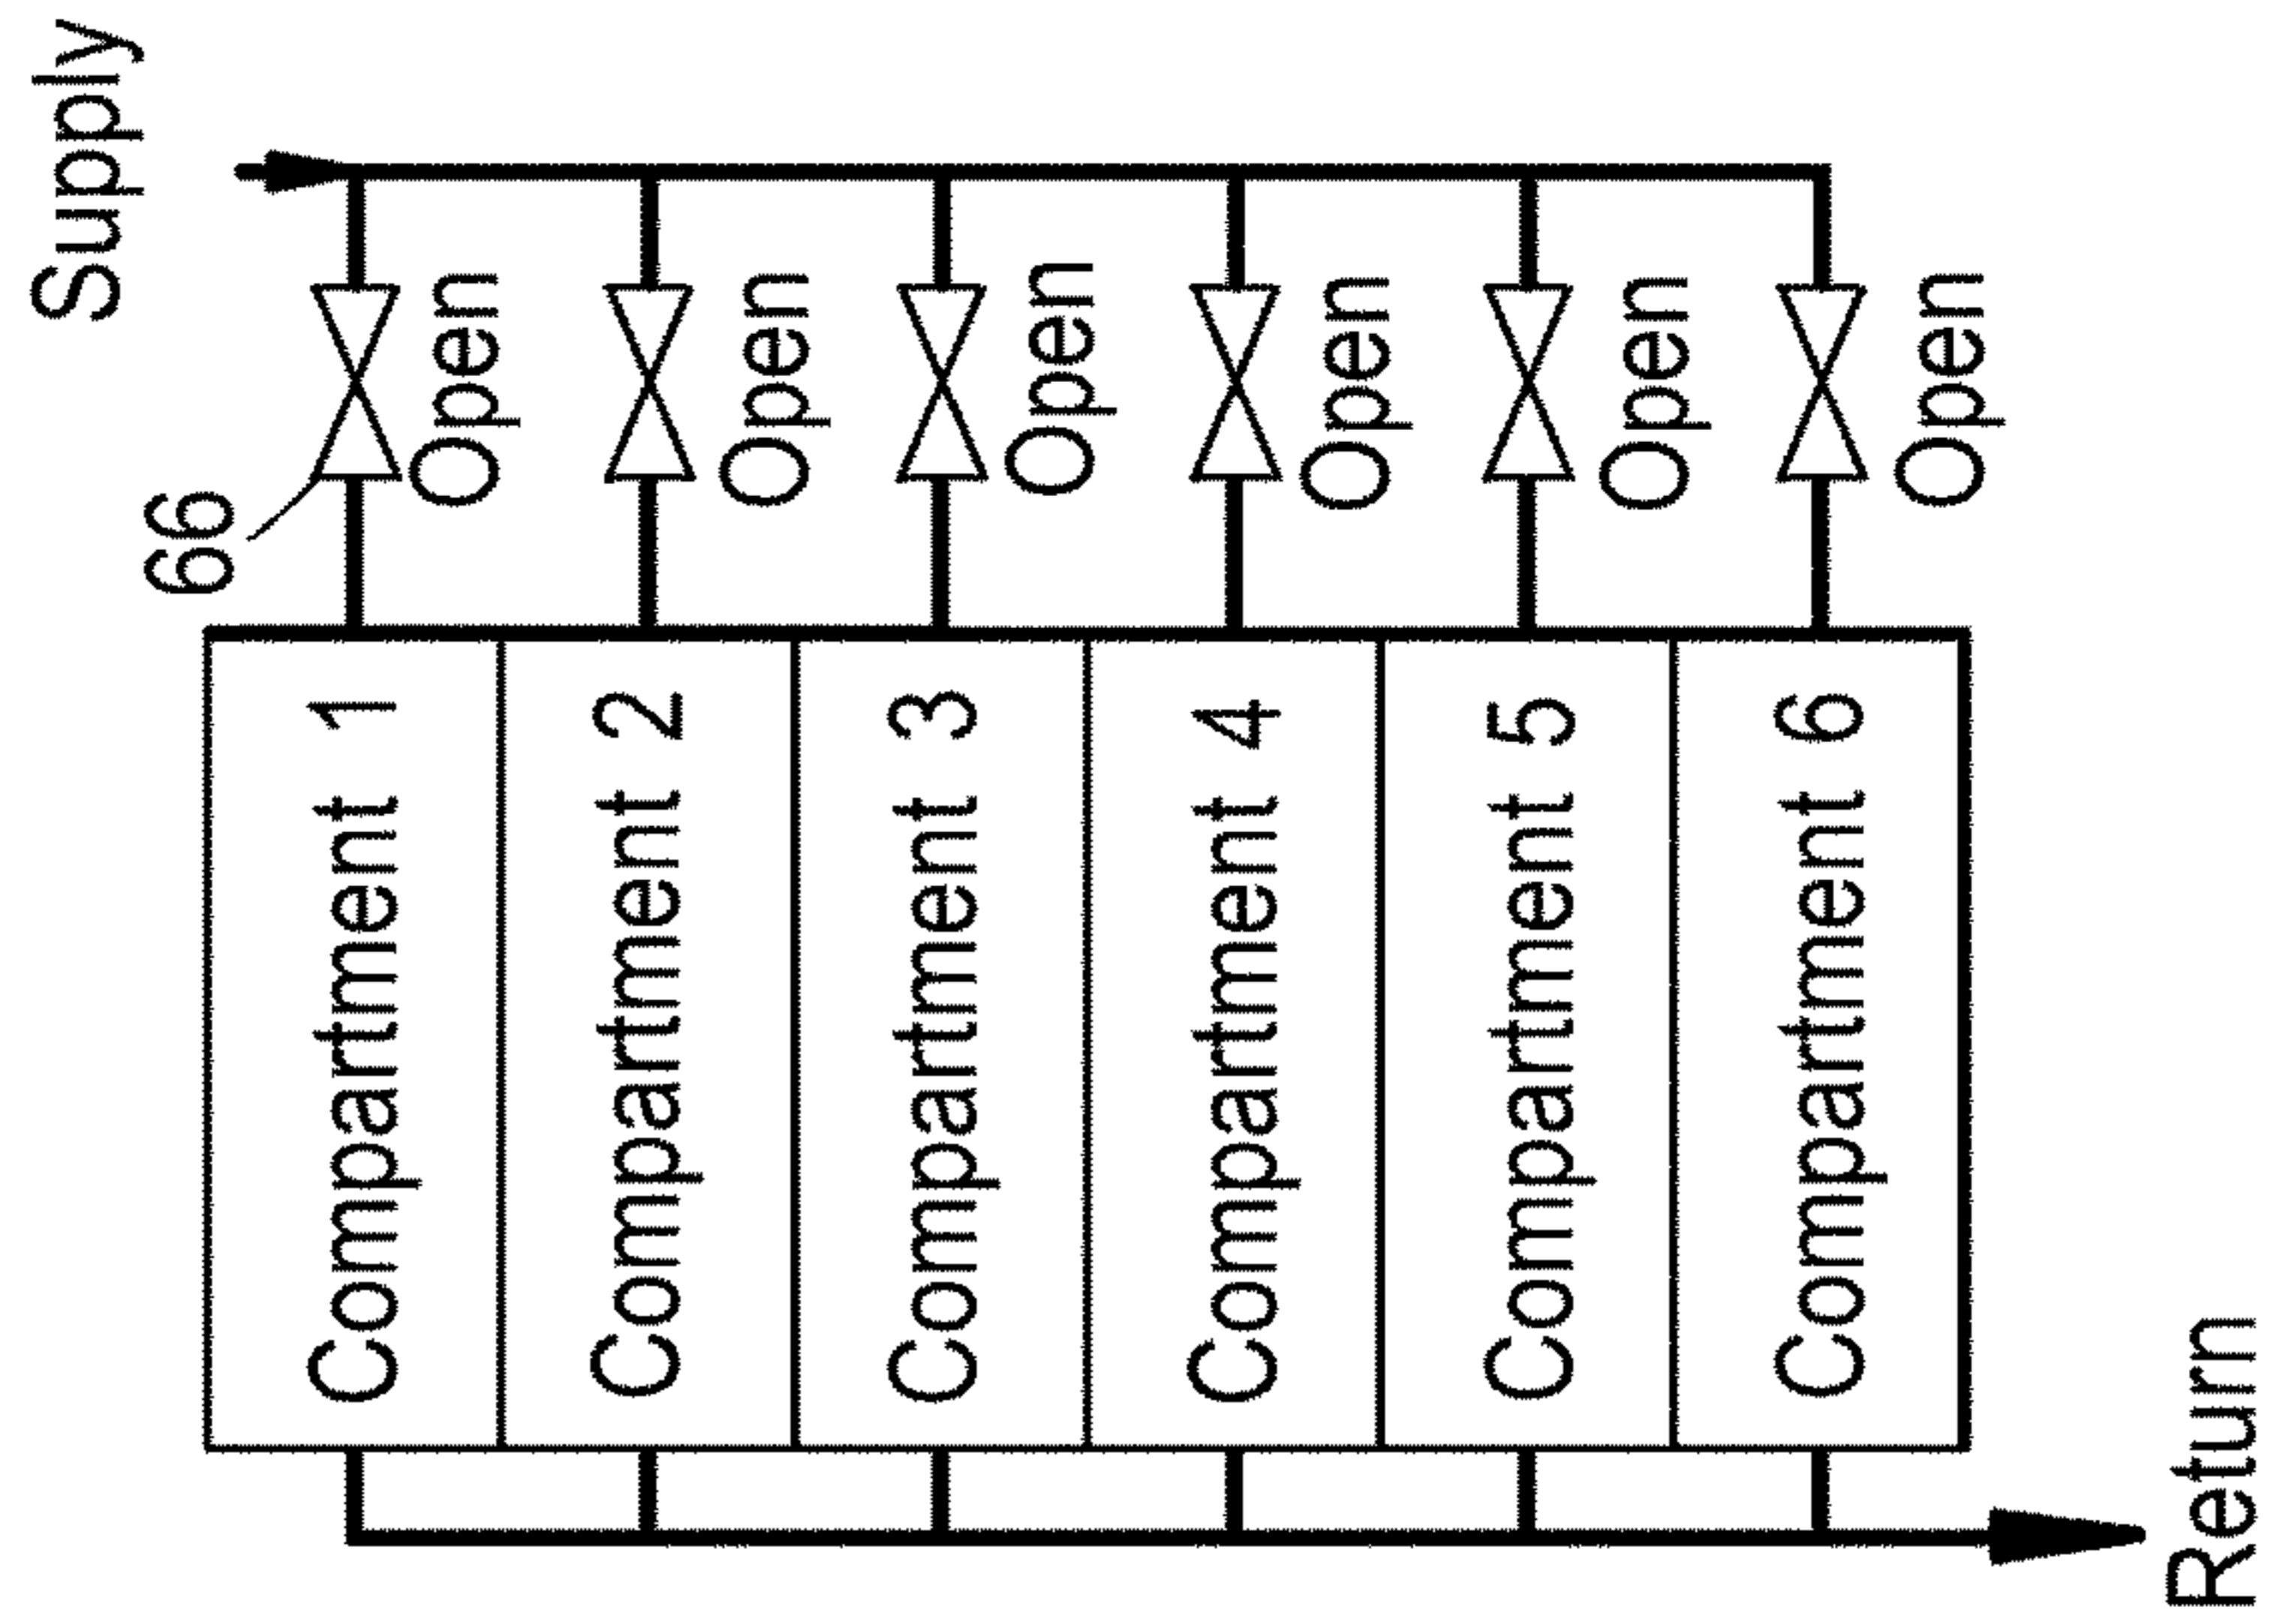 Supply
66
Open
Open
Open
Open
Open
Open
Compartment 1
Compartment 2
Compartment 3
Compartment 4
Compartment 5
Compartment 6
Return